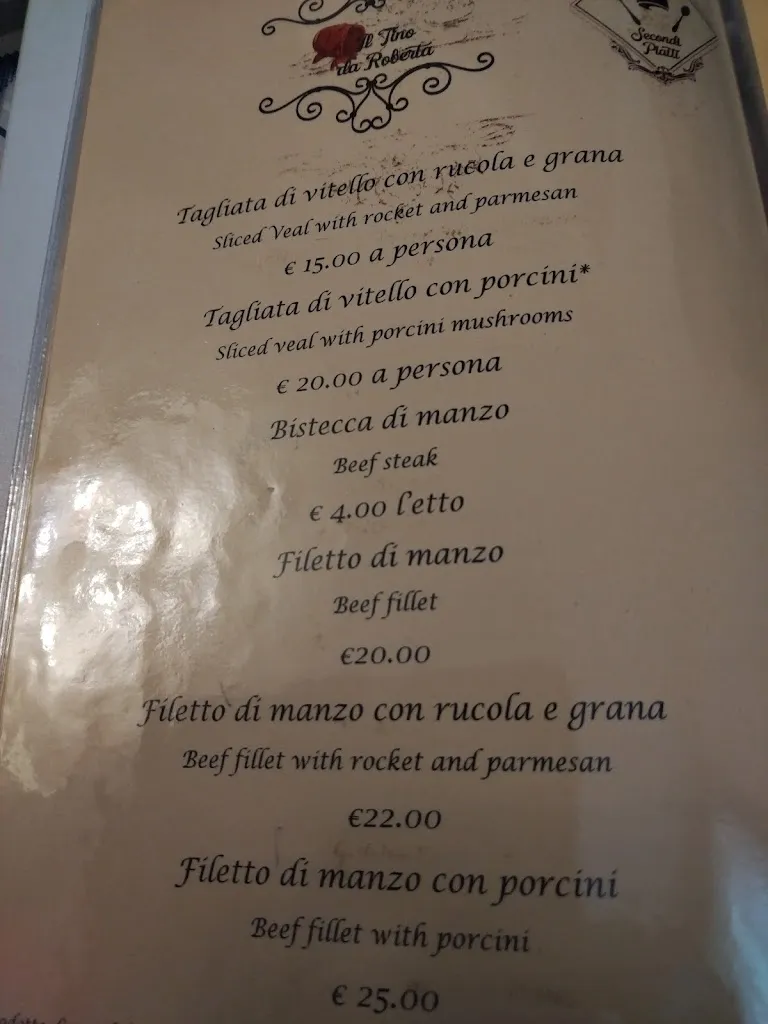 Il Tino
da Roberta
Secondi
Piatti
Tagliata di vitello con rucola e grana
Sliced Veal with rocket and parmesan
€ 15.00 a persona
Tagliata di vitello con porcini*
Sliced veal with porcini mushrooms
€ 20.00 a persona
Bistecca di manzo
Beef steak
€ 4.00 l'etto
Filetto di manzo
Beef fillet
€20.00
Filetto di manzo con rucola e grana
Beef fillet with rocket and parmesan
€22.00
Filetto di manzo con porcini
Beef fillet with porcini
€ 25.00